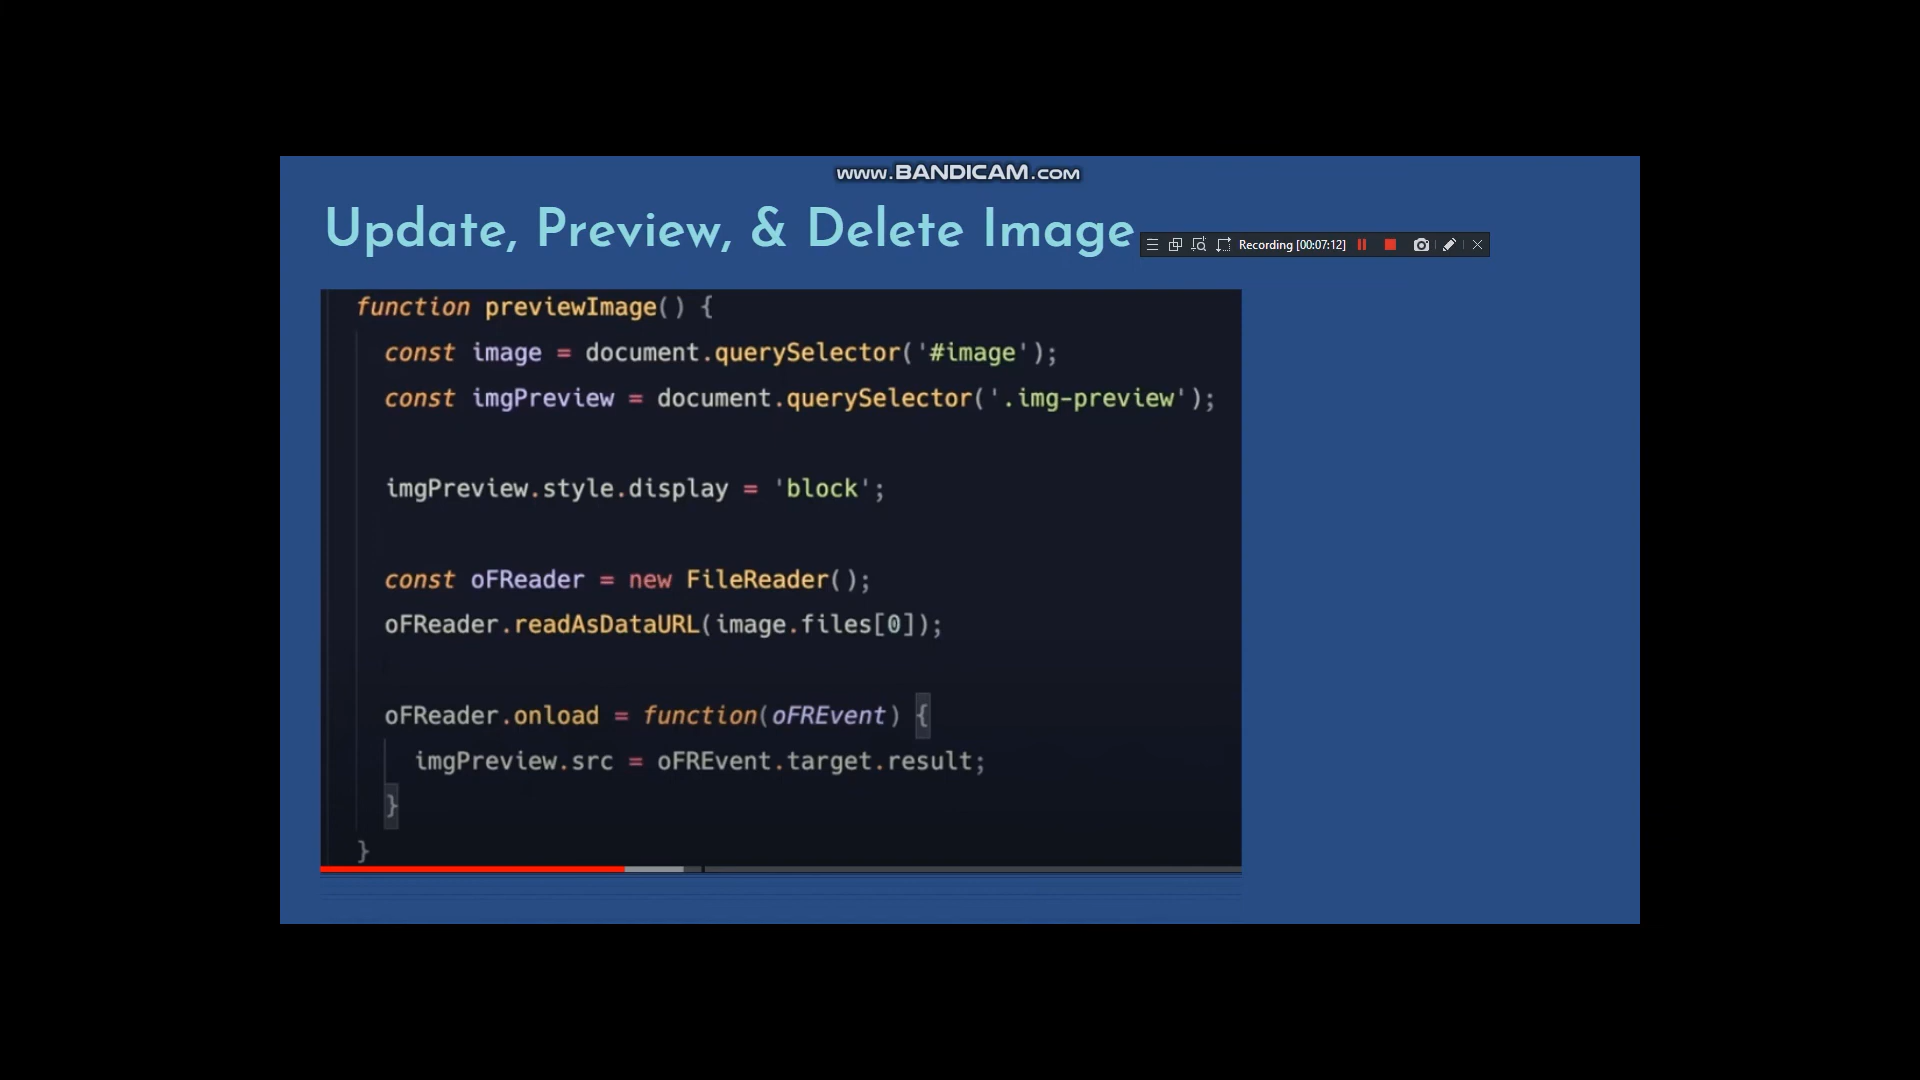 www.BANDICAM.com
Update, Preview, & Delete Image
Recording [00:07:12]
function previewImage() {
const image = document.querySelector('#image');
const imgPreview = document.querySelector('.img-preview');
imgPreview.style.display = 'block';
const oFReader = new FileReader();
oFReader.readAsDataURL(image.files[0]);
oFReader.onload = function(oFREvent) {
imgPreview.src = oFREvent.target.result;
}
}